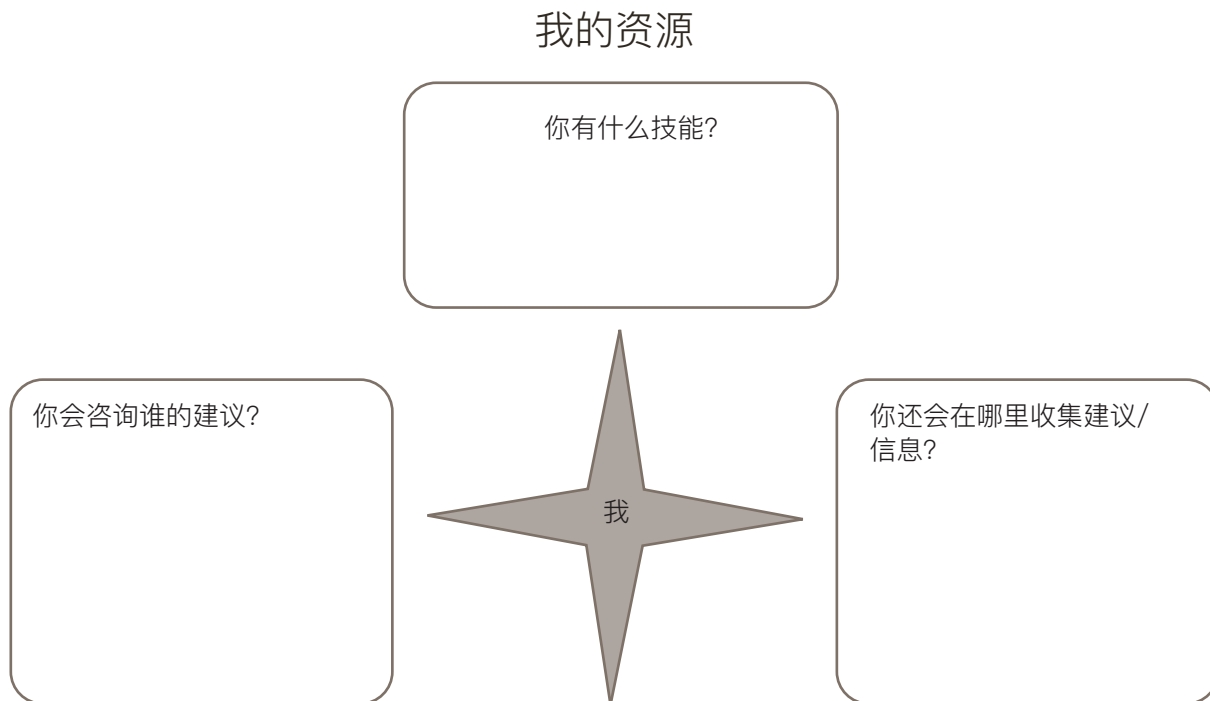 我的资源
你有什么技能?
你会咨询谁的建议?
你还会在哪里收集建议/
信息?
我